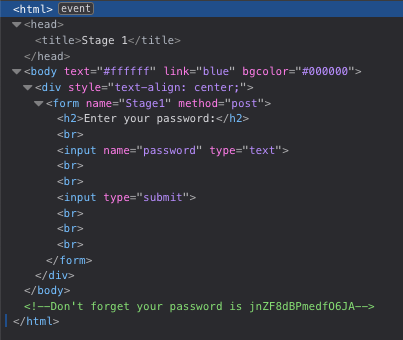 <html> event
<head>
<title>Stage 1</title>
</head>
<body text="#ffffff" link="blue" bgcolor="#000000">
<div style="text-align: center;">
<form name="Stage1" method="post">
<h2>Enter your password:</h2>
<br>
<input name="password" type="text">
<br>
<br>
<input type="submit">
<br>
<br>
<br>
</form>
</div>
</body>
<!--Don't forget your password is jnZF8dBPmedfO6JA-->
</html>